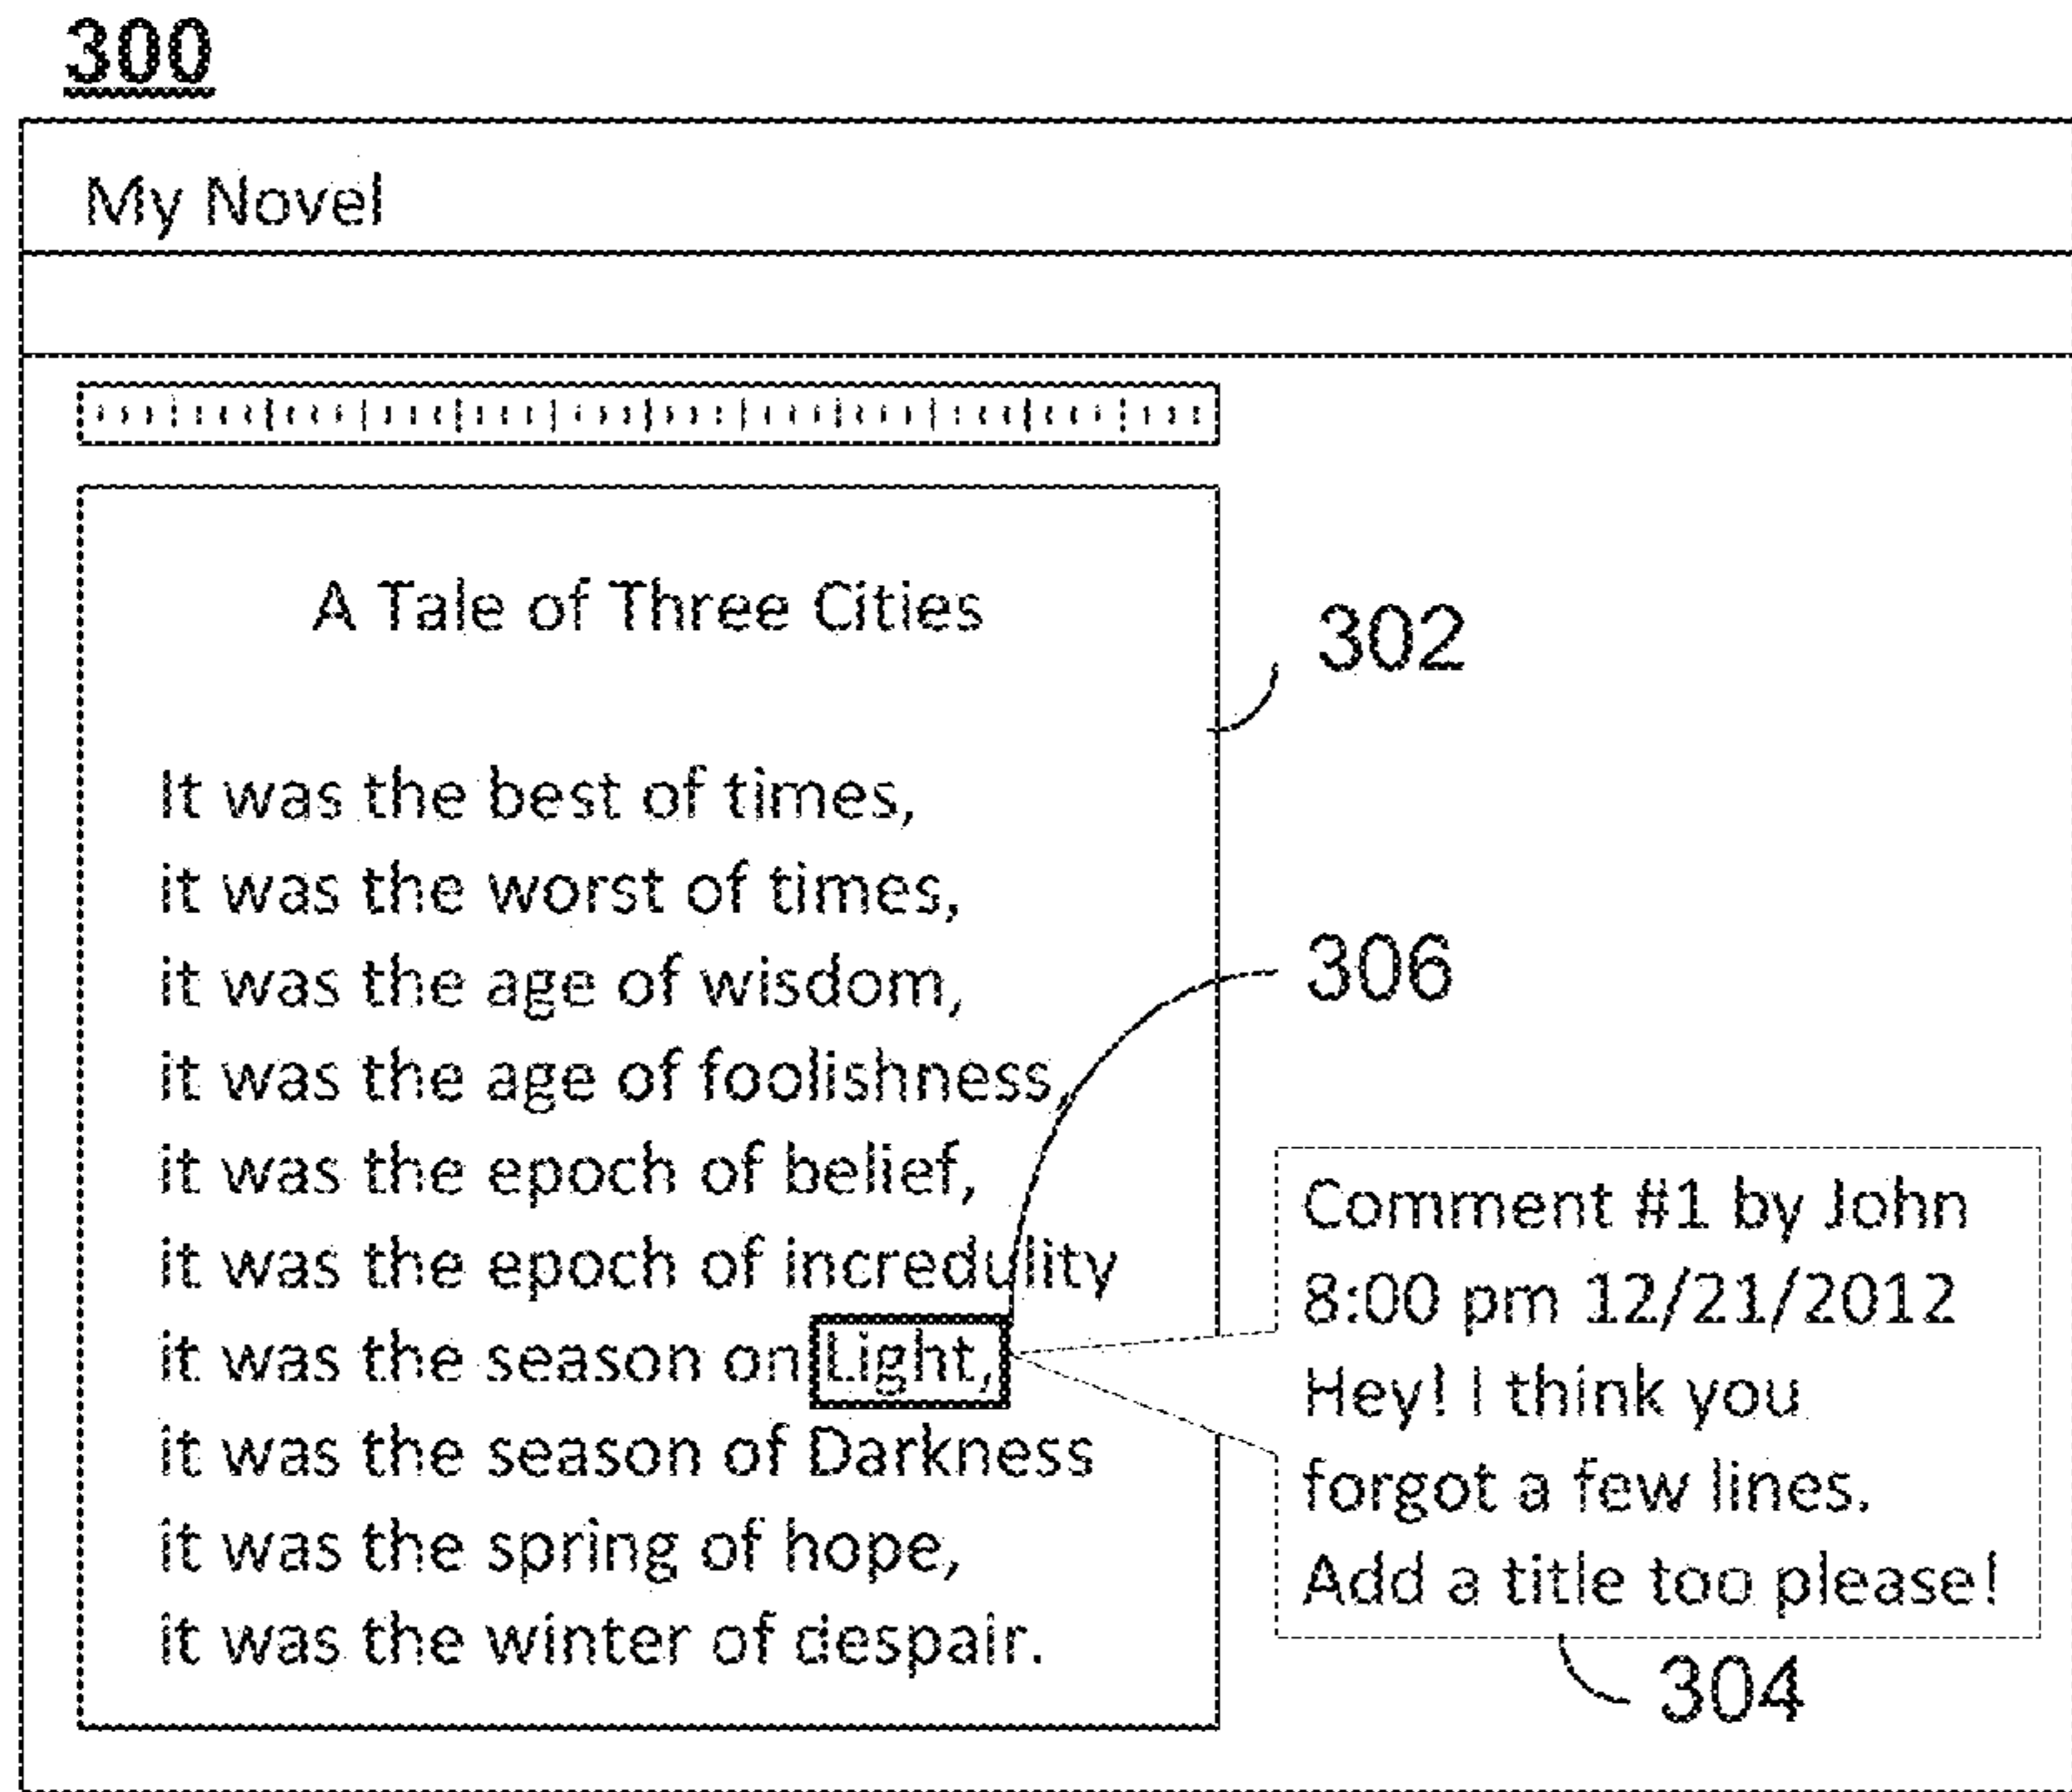 300
My Novel
A Tale of Three Cities
302
It was the best of times,
it was the worst of times,
it was the age of wisdom,
306
it was the age of foolishness,
it was the epoch of belief,
it was the epoch of incredulity
it was the season on Light,
it was the season of Darkness
it was the spring of hope,
it was the winter of despair.
Comment #1 by John
8:00 pm 12/21/2012
Hey! I think you
forgot a few lines.
Add a title too please!
304